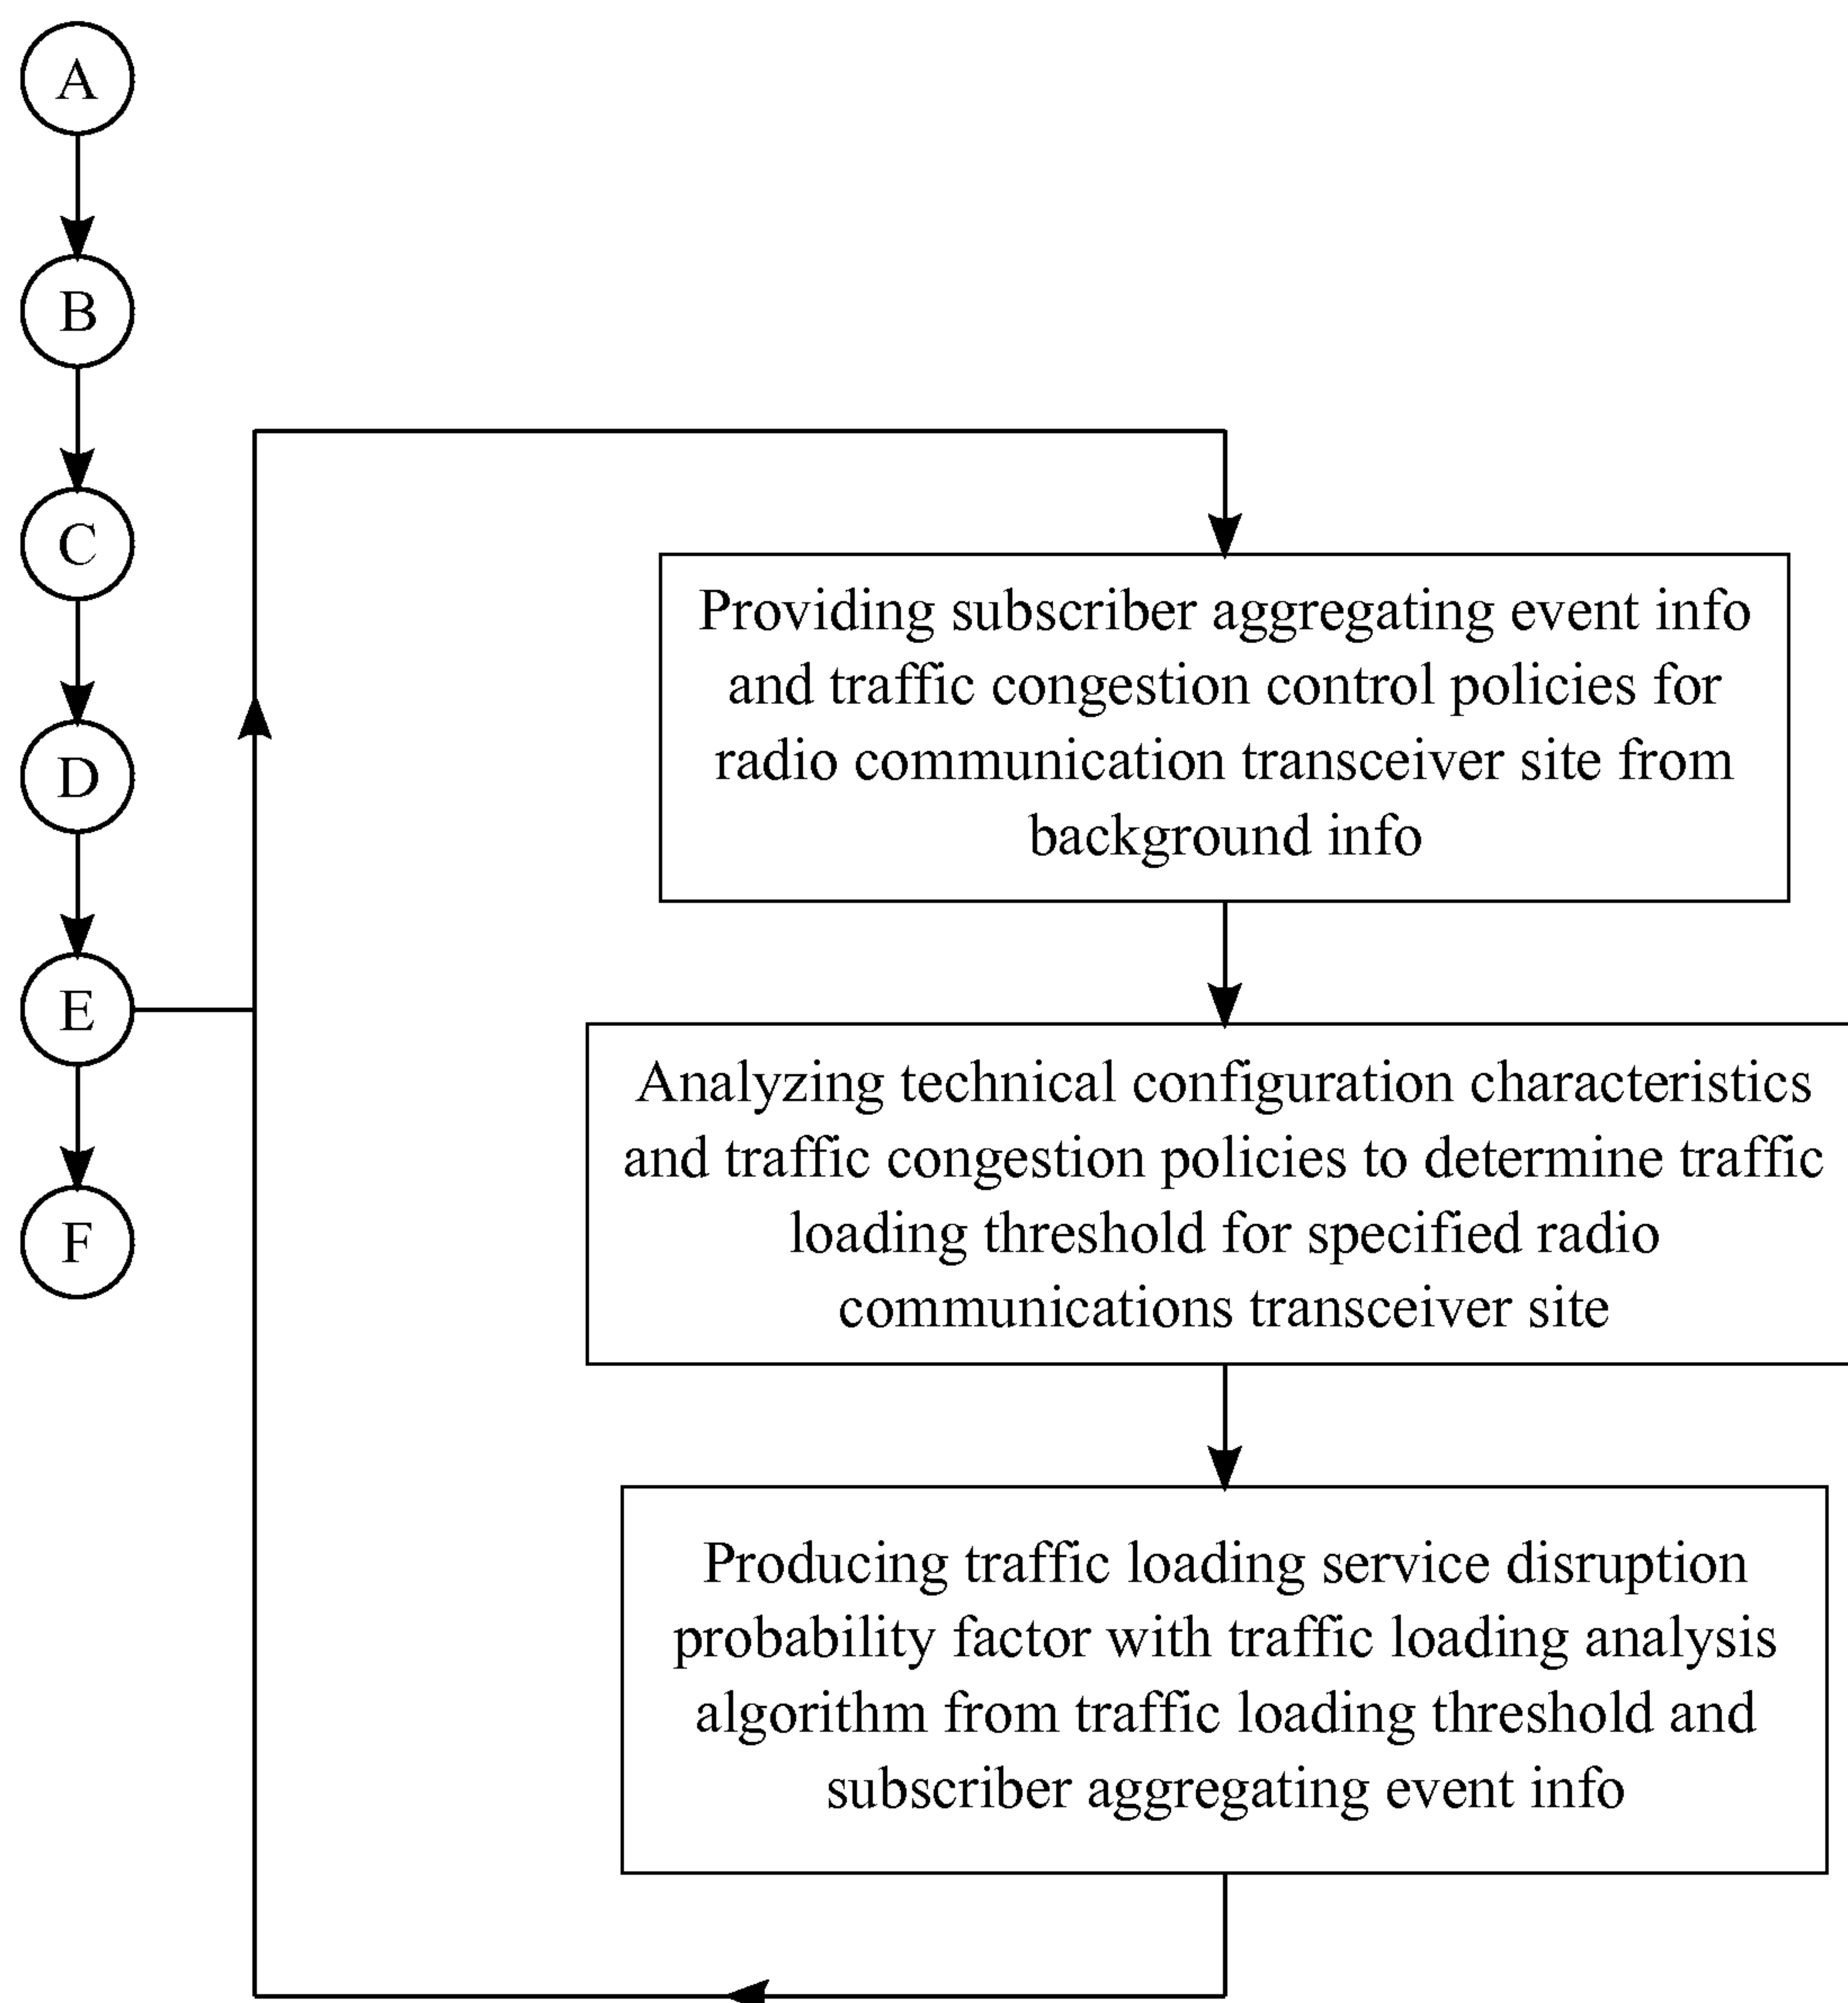 A
B
C
D
E
F
Providing subscriber aggregating event info
and traffic congestion control policies for
radio communication transceiver site from
background info
Analyzing technical configuration characteristics
and traffic congestion policies to determine traffic
loading threshold for specified radio
communications transceiver site
Producing traffic loading service disruption
probability factor with traffic loading analysis
algorithm from traffic loading threshold and
subscriber aggregating event info